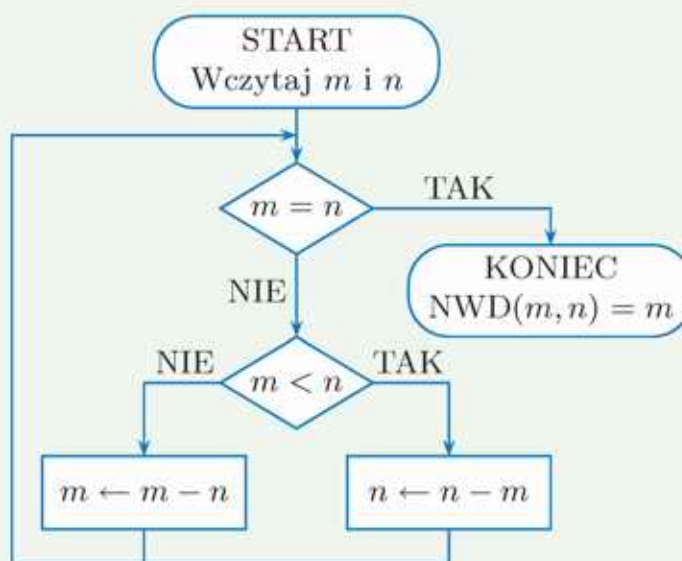 START
Wczytaj m i n
m = n
TAK
KONIEC
NWD(m, n) = m
NIE
NIE
m < n
TAK
m ← m − n
n ← n − m